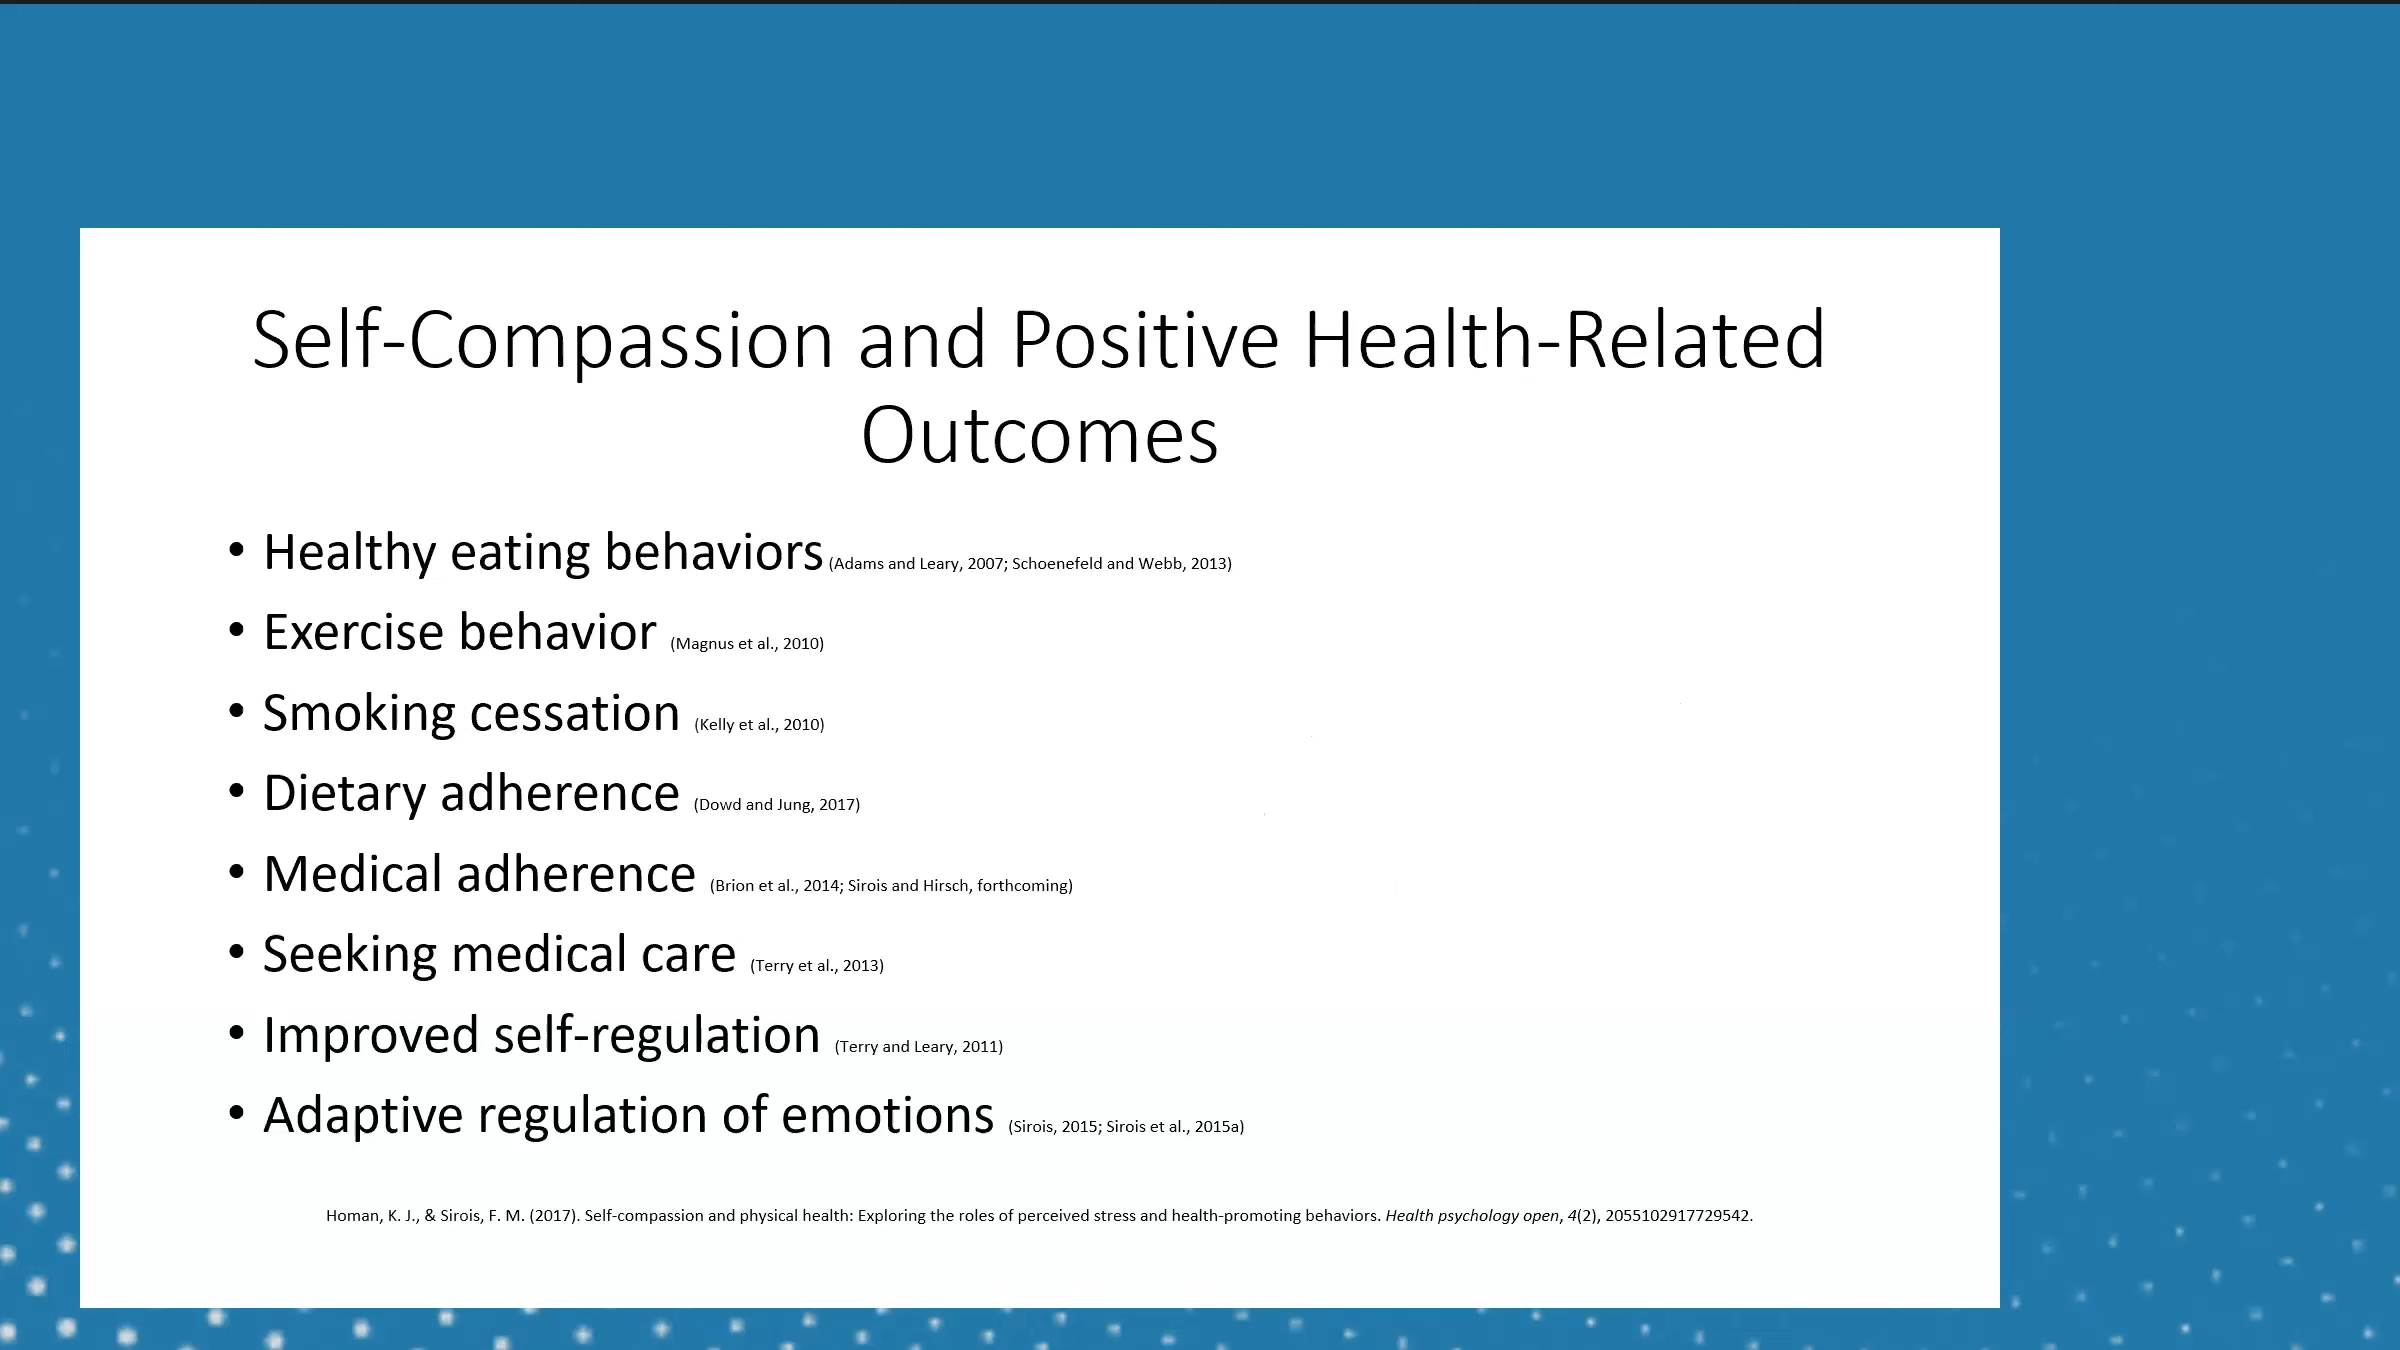 Self-Compassion and Positive Health-Related
Outcomes
• Healthy eating behaviors (Adams and Leary, 2007; Schoenefeld and Webb, 2013)
• Exercise behavior (Magnus et al., 2010)
• Smoking cessation (Kelly et al., 2010)
• Dietary adherence (Dowd and Jung, 2017)
• Medical adherence (Brion et al., 2014; Sirois and Hirsch, forthcoming)
• Seeking medical care (Terry et al., 2013)
• Improved self-regulation (Terry and Leary, 2011)
• Adaptive regulation of emotions (Sirois, 2015; Sirois et al., 2015a)
Homan, K. J., & Sirois, F. M. (2017). Self-compassion and physical health: Exploring the roles of perceived stress and health-promoting behaviors. Health psychology open, 4(2), 2055102917729542.